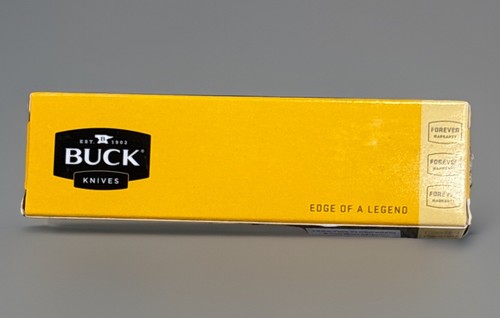 EST. 1902
BUCK®
KNIVES
EDGE OF A LEGEND
FOREVER
WARRANTY
FOREVER
WARRANTY
FOREVER
WARRANTY